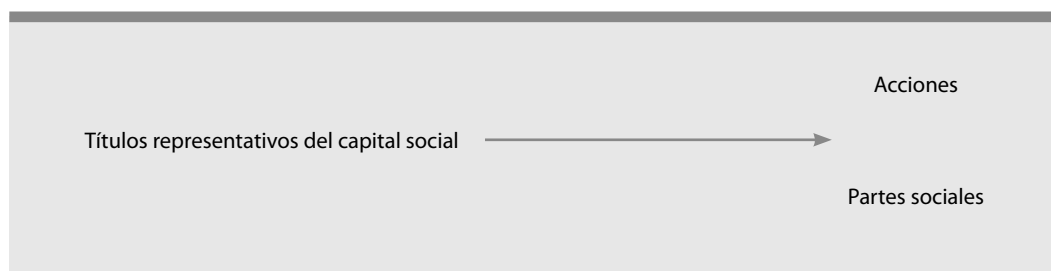 Acciones
Títulos representativos del capital social
Partes sociales